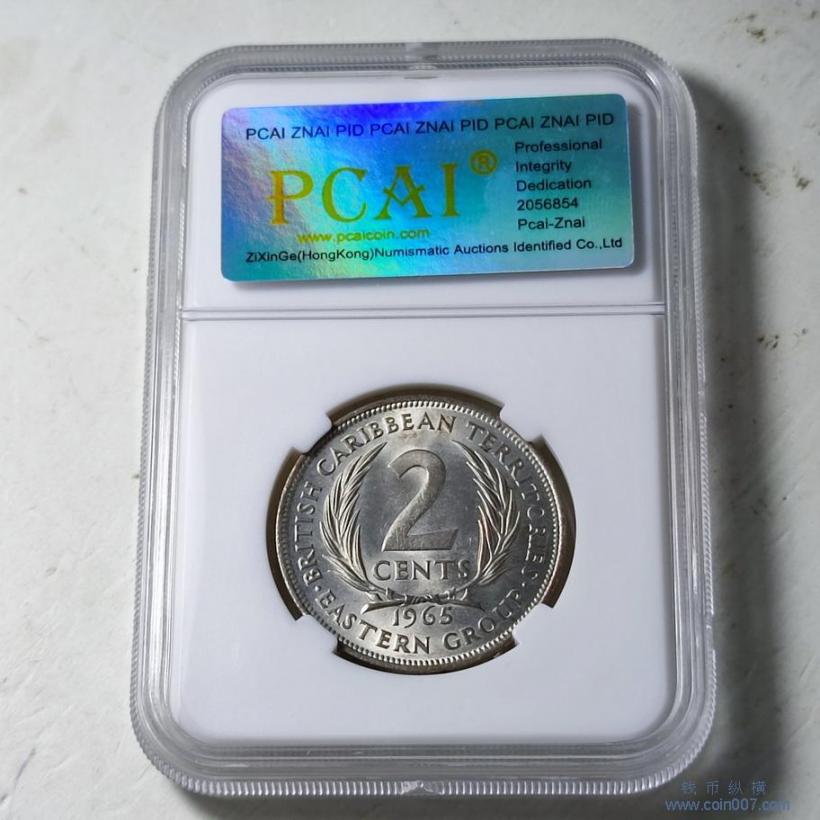 PCAI ZNAI PID PCAI ZNAI PID PCAI ZNAI PID
PCAI®
www.pcaicoin.com
Professional
Integrity
Dedication
2056854
Pcai-Znai
ZiXinGe(HongKong)Numismatic Auctions Identified Co.,Ltd
BRITISH CARIBBEAN TERRITORIES
2
CENTS
1965
· EASTERN GROUP ·
钱币纵横
www.coin007.com